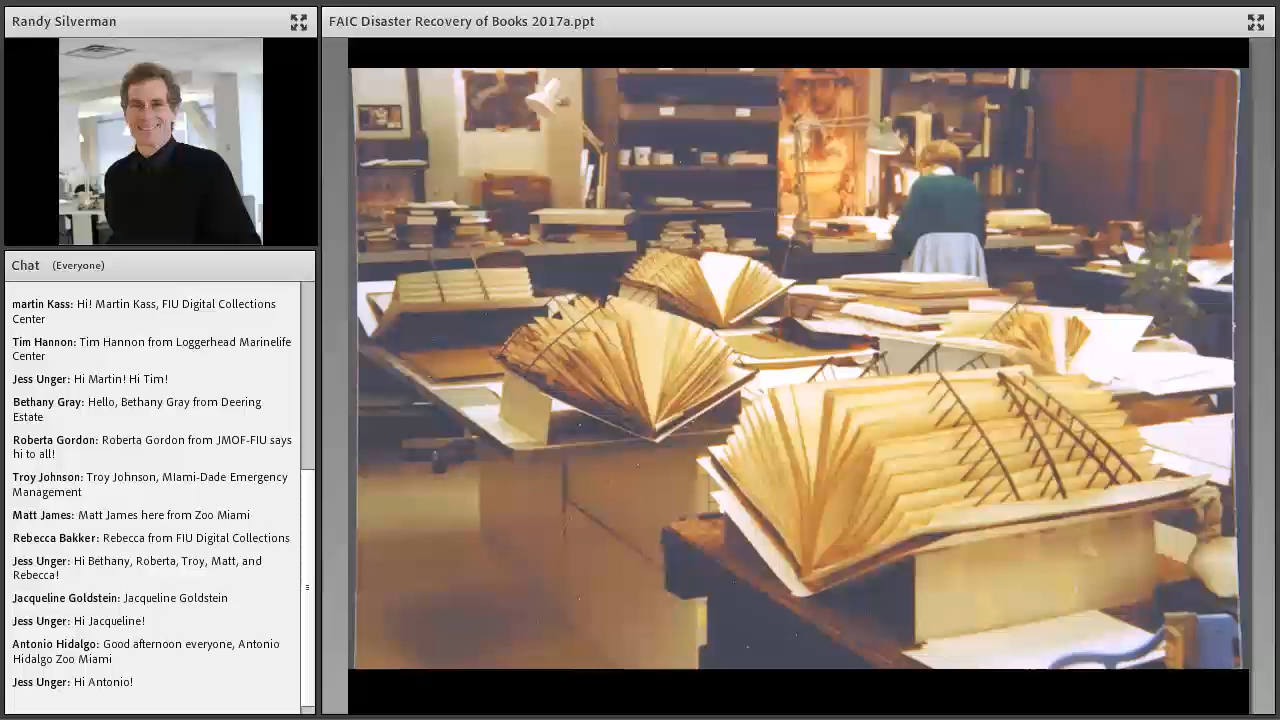 Randy Silverman
FAIC Disaster Recovery of Books 2017a.ppt
Chat (Everyone)
martin Kass: Hi! Martin Kass, FIU Digital Collections
Center
Tim Hannon: Tim Hannon from Loggerhead Marinelife
Center
Jess Unger: Hi Martin! Hi Tim!
Bethany Gray: Hello, Bethany Gray from Deering
Estate
Roberta Gordon: Roberta Gordon from JMOF-FIU says
hi to all!
Troy Johnson: Troy Johnson, MIami-Dade Emergency
Management
Matt James: Matt James here from Zoo Miami
Rebecca Bakker: Rebecca from FIU Digital Collections
Jess Unger: Hi Bethany, Roberta, Troy, Matt, and
Rebecca!
Jacqueline Goldstein: Jacqueline Goldstein
Jess Unger: Hi Jacqueline!
Antonio Hidalgo: Good afternoon everyone, Antonio
Hidalgo Zoo Miami
Jess Unger: Hi Antonio!